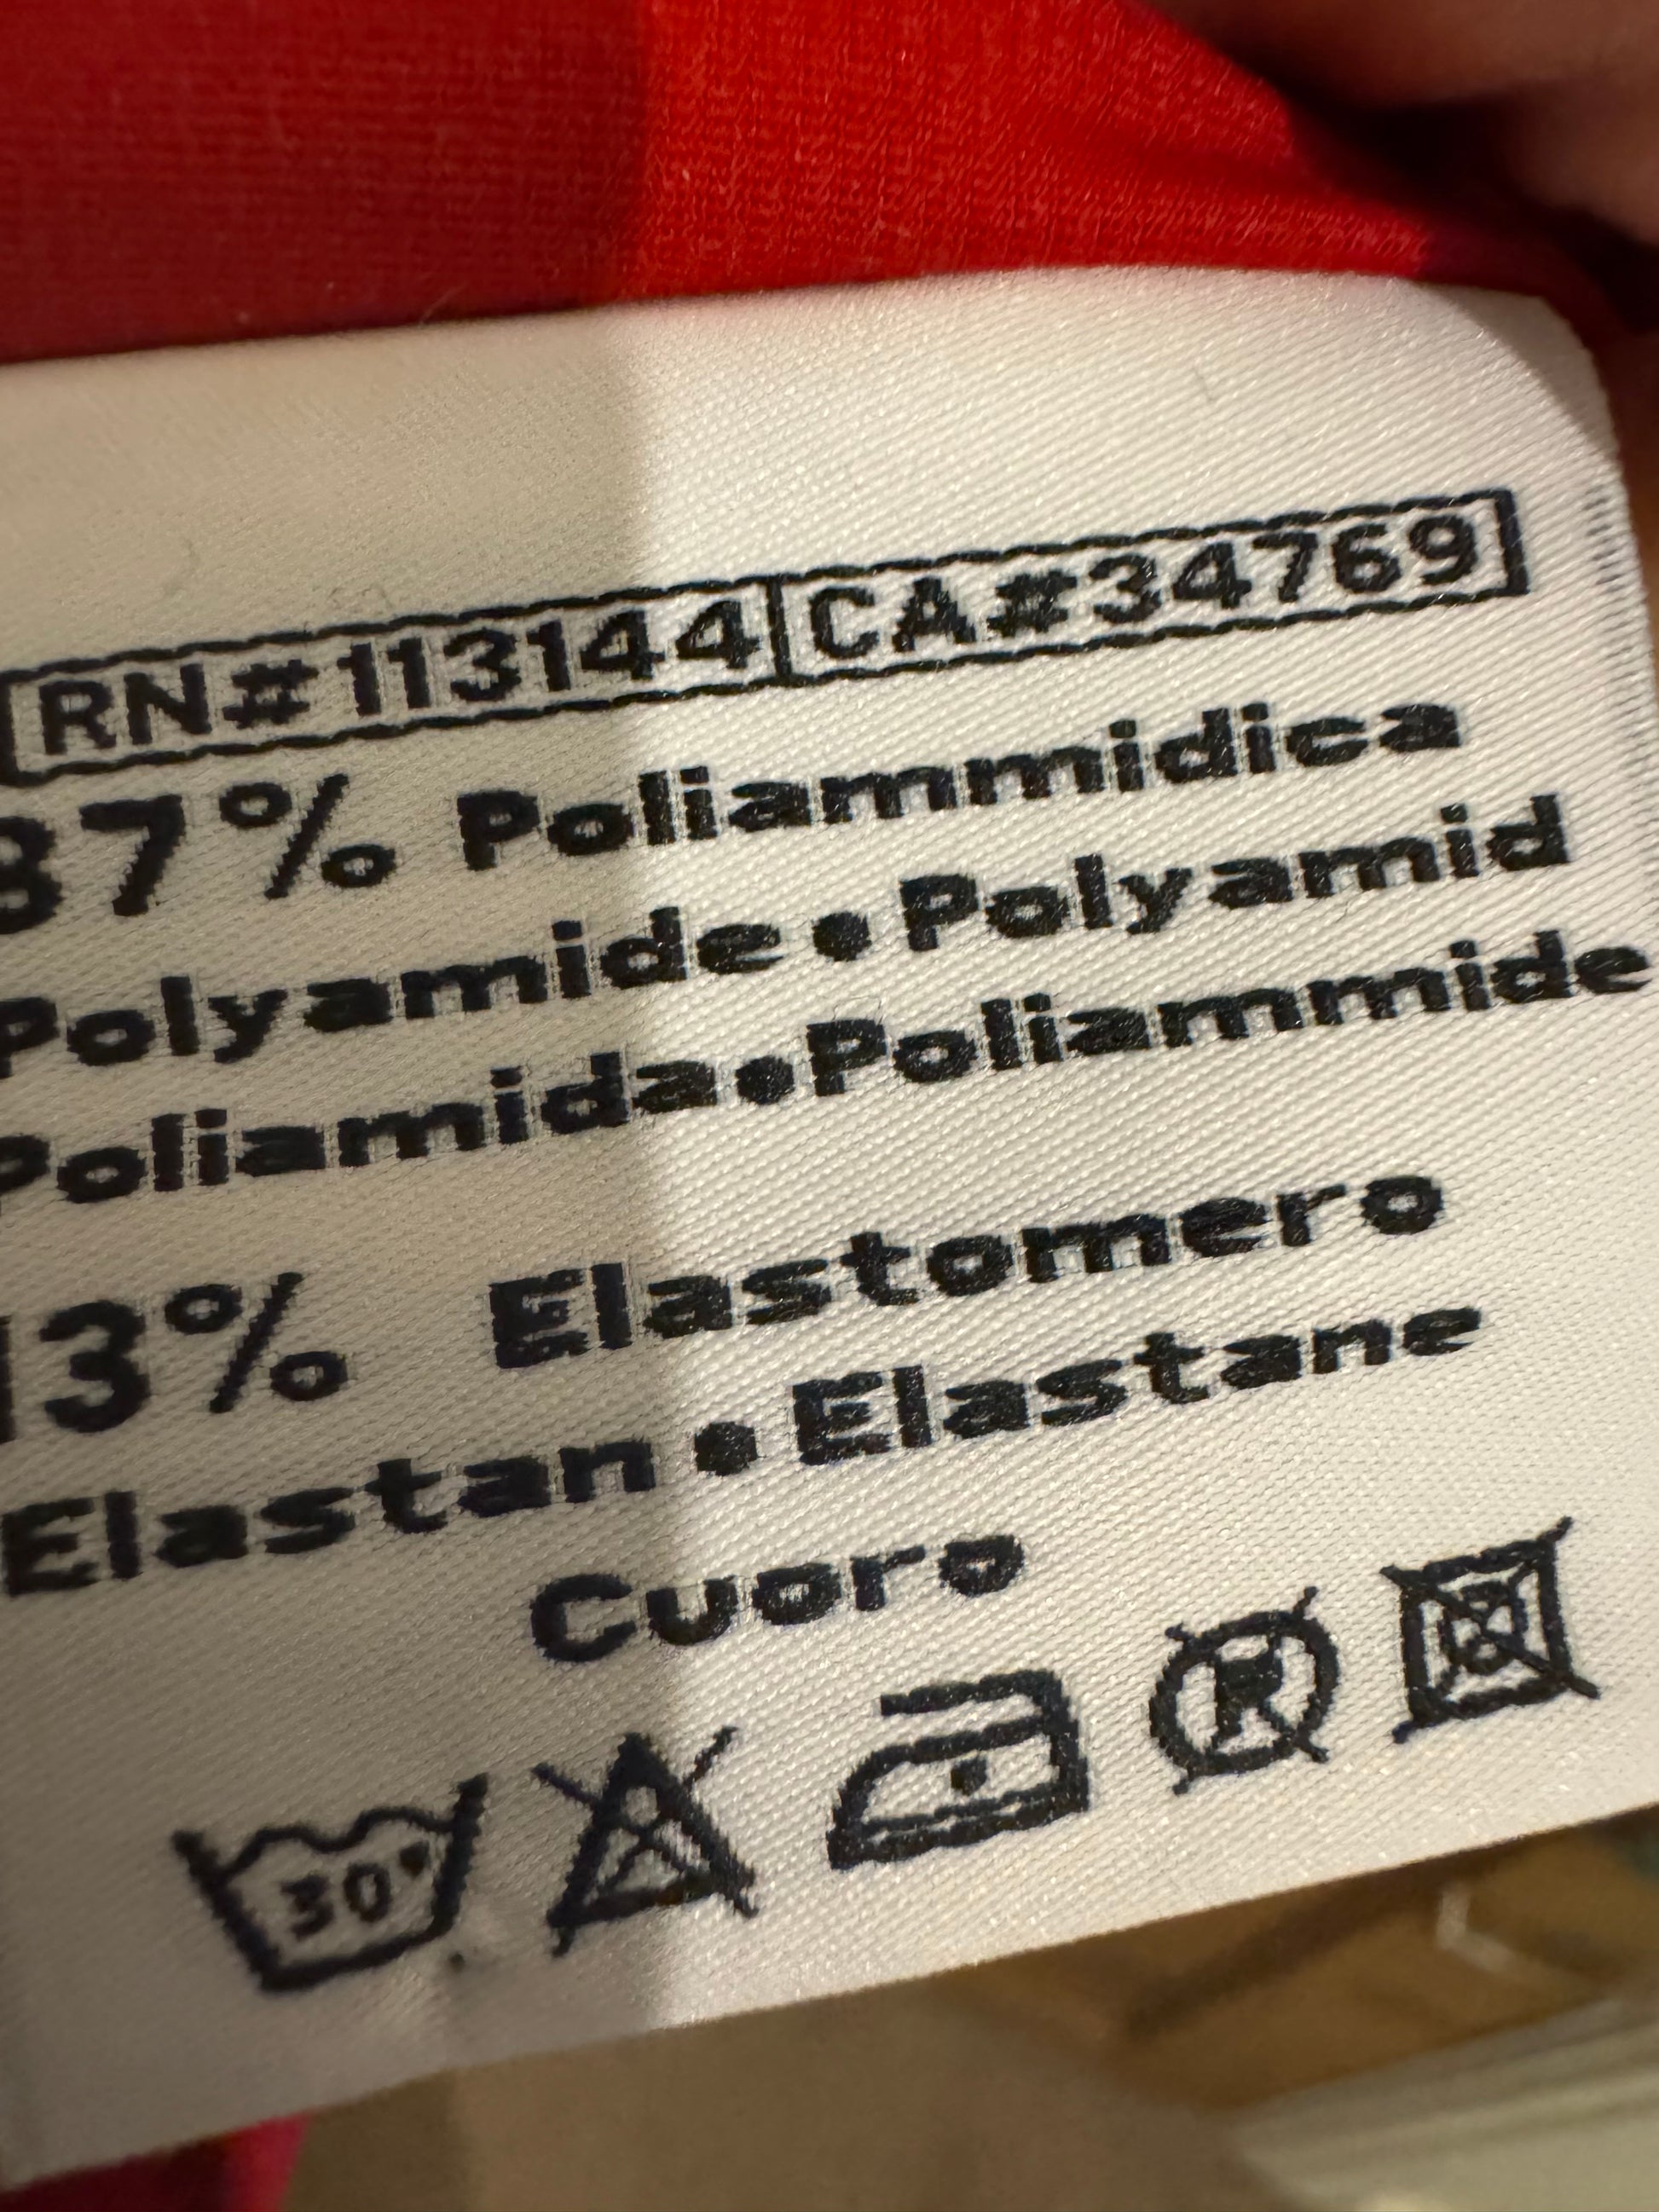 RN#113144 CA#34769
87% Poliammidica
Polyamide • Polyamid
Poliamida•Poliammide
13% Elastomero
Elastan • Elastane
Cuoro
30°
R